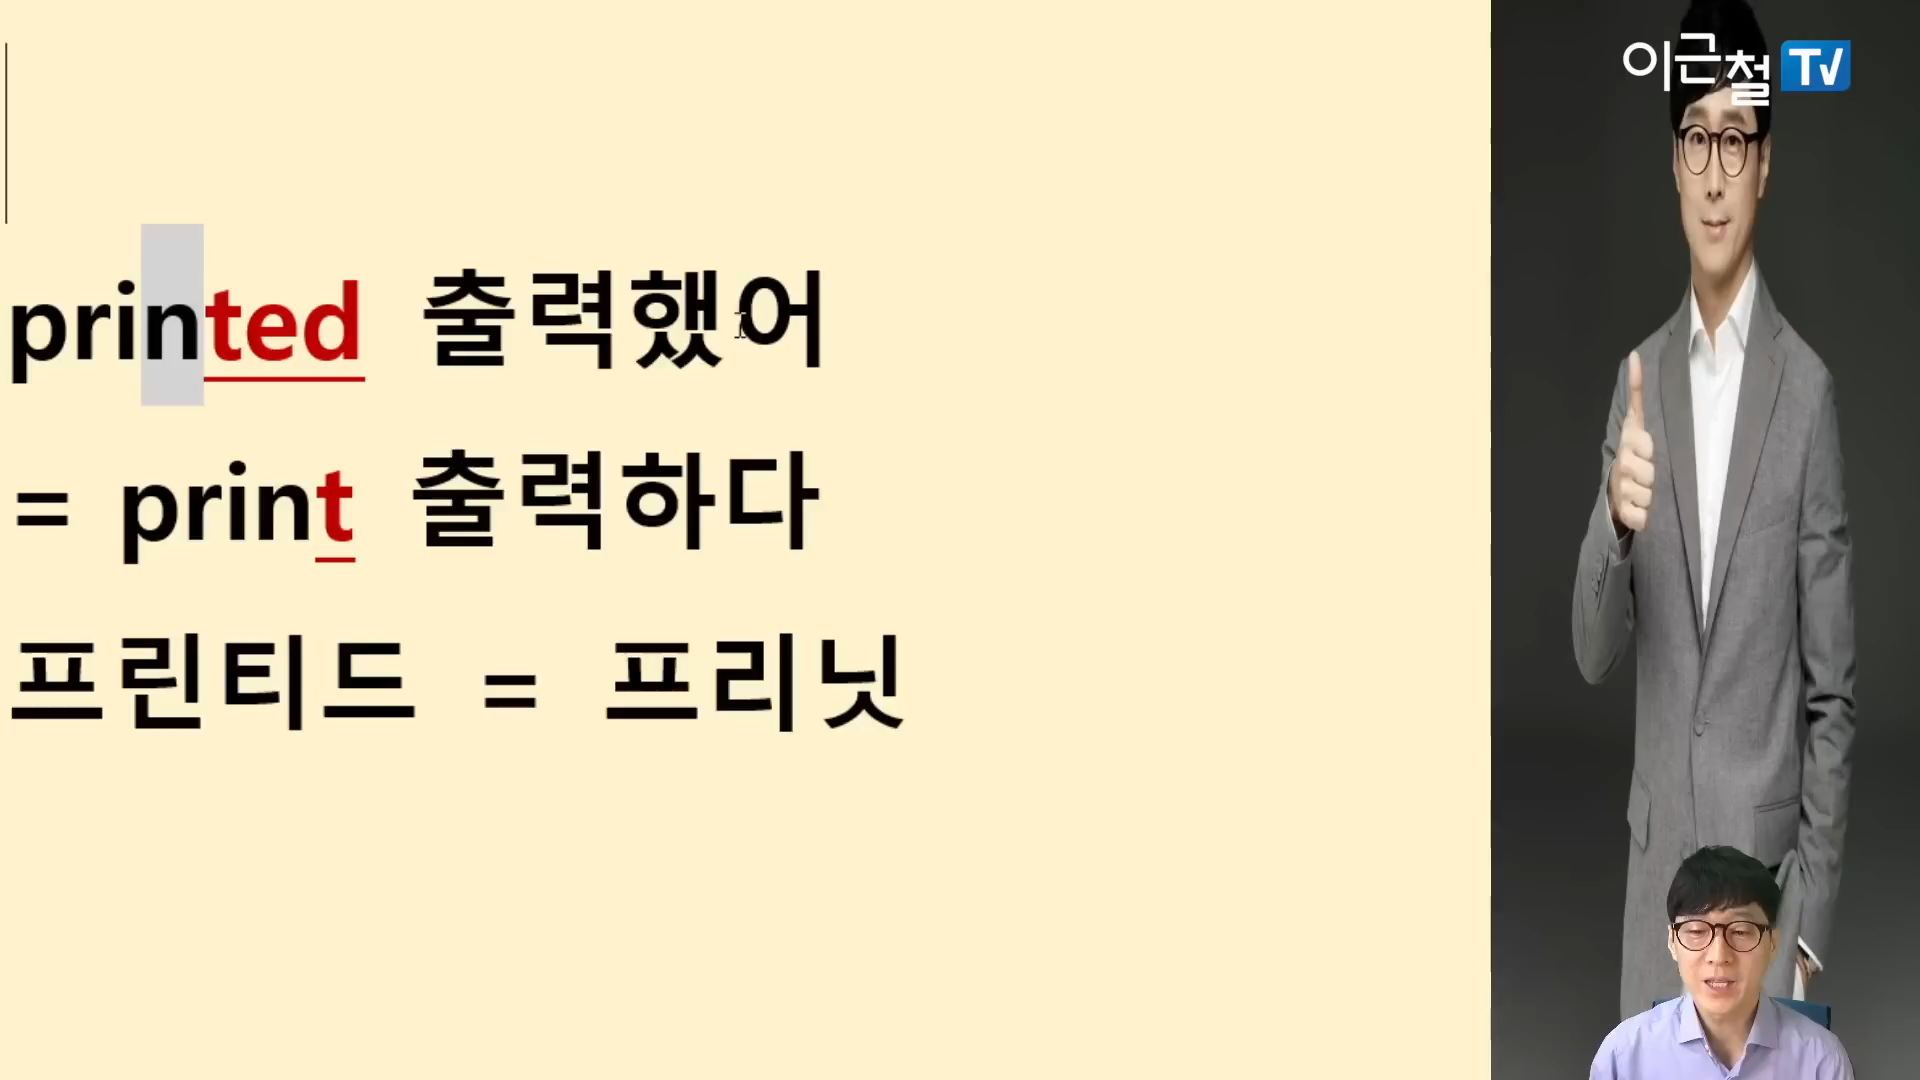 printed 출력했어
= print 출력하다
프린티드 = 프리닛
이근철 TV